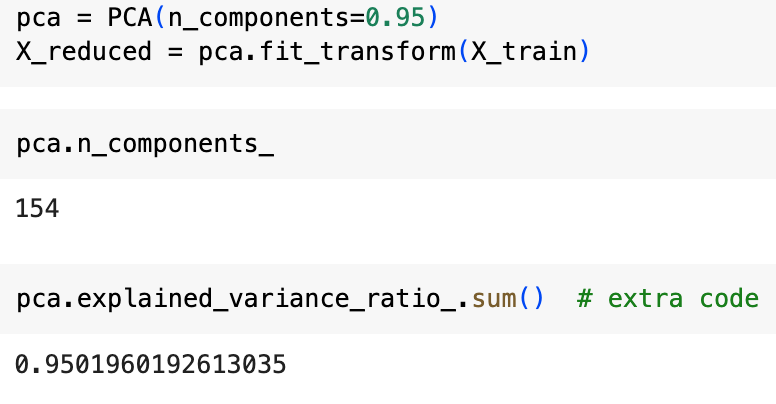 pca = PCA(n_components=0.95)
X_reduced = pca.fit_transform(X_train)
pca.n_components_
154
pca.explained_variance_ratio_.sum()  # extra code
0.9501960192613035